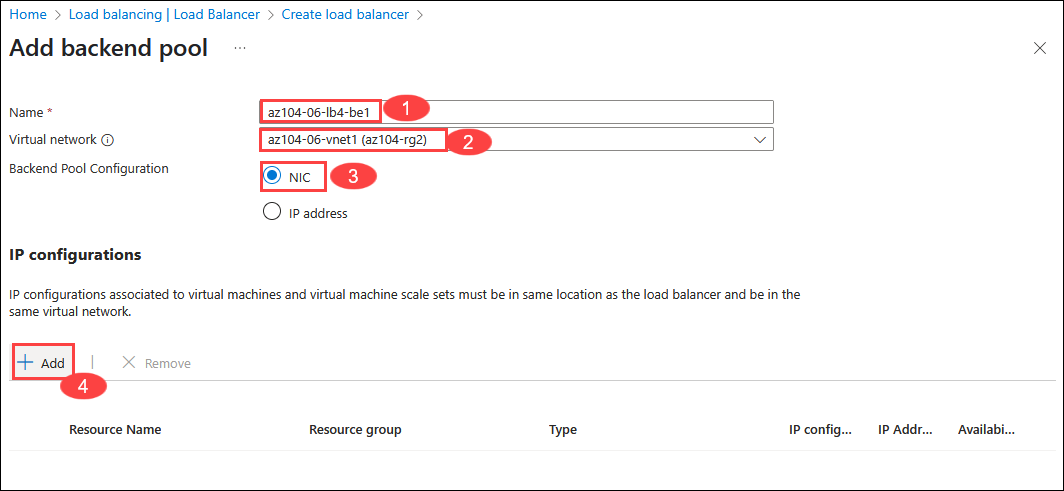 Home > Load balancing | Load Balancer > Create load balancer >
Add backend pool ...
Name * az104-06-lb4-be1 1
Virtual network az104-06-vnet1 (az104-rg2) 2
Backend Pool Configuration
NIC 3
IP address
IP configurations
IP configurations associated to virtual machines and virtual machine scale sets must be in same location as the load balancer and be in the
same virtual network.
+ Add | Remove
4
Resource Name Resource group Type IP config... IP Addr... Availabi...